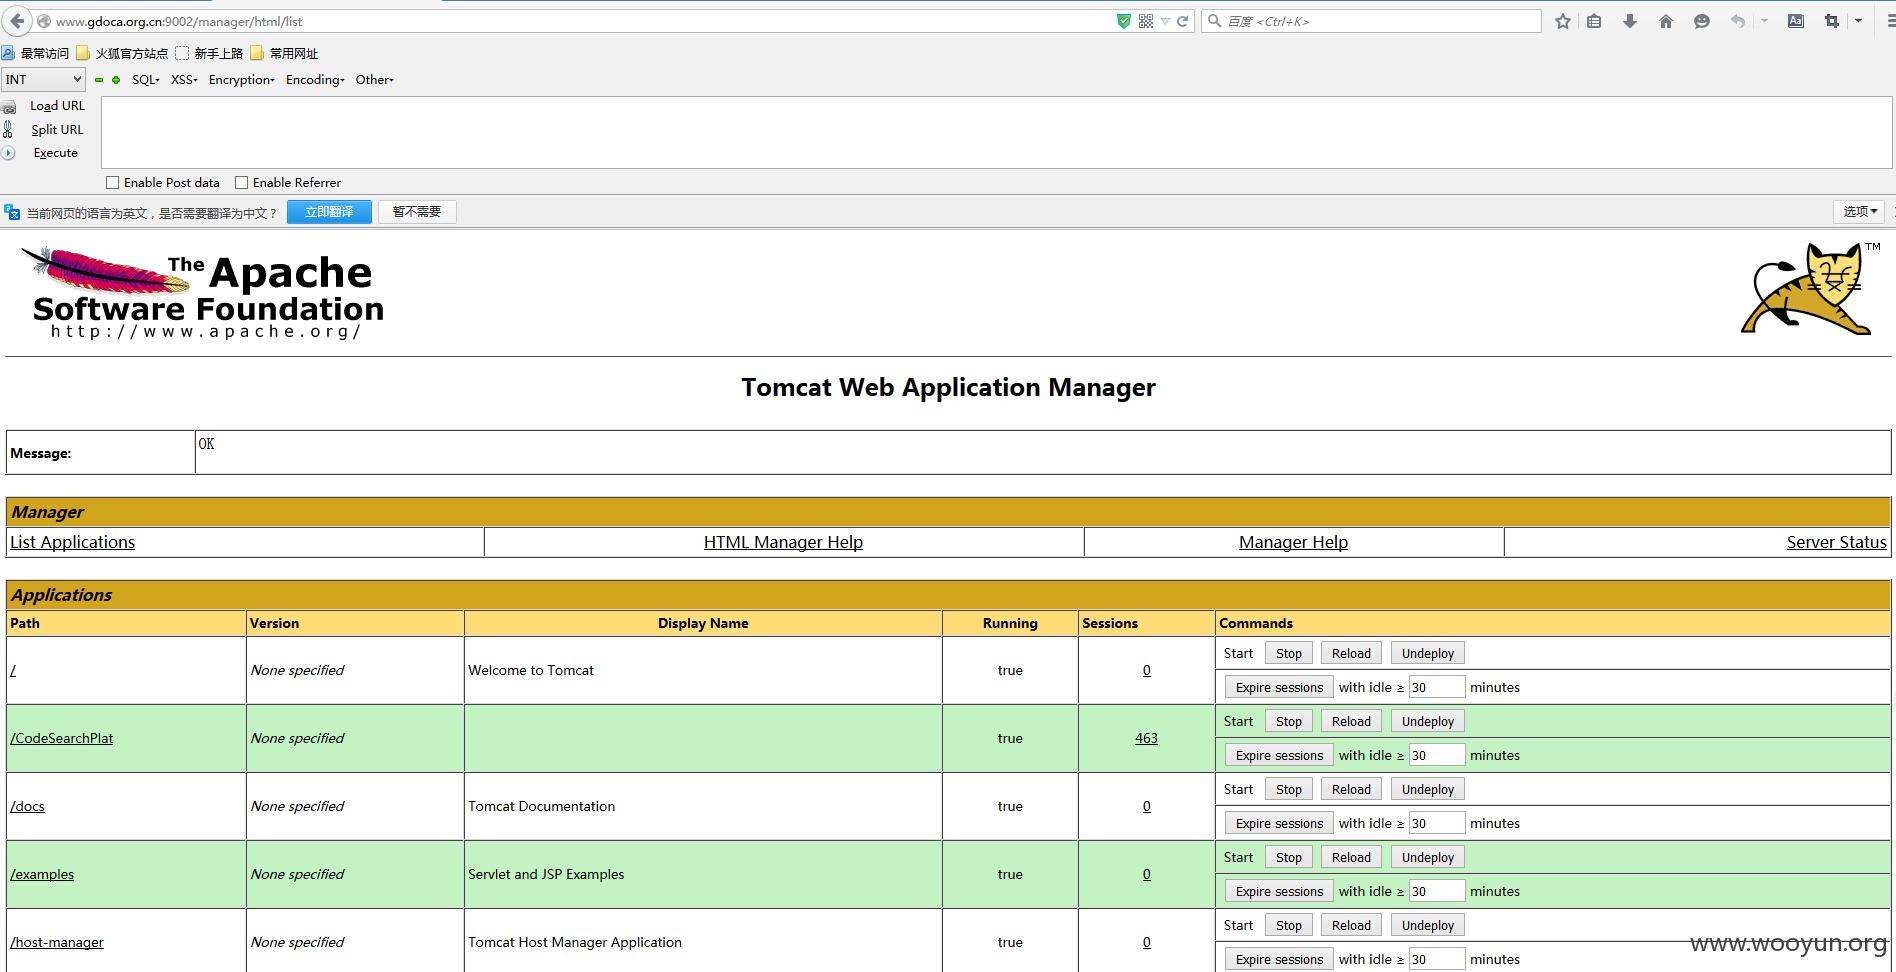 www.gdoca.org.cn:9002/manager/html/list
百度 <Ctrl+K>
最常访问 火狐官方站点 新手上路 常用网址
INT SQL XSS Encryption Encoding Other
Load URL
Split URL
Execute
Enable Post data Enable Referrer
当前网页的语言为英文，是否需要翻译为中文？ 立即翻译 暂不需要 选项
The Apache
Software Foundation
http://www.apache.org/
TM
Tomcat Web Application Manager
Message: OK
Manager
List Applications HTML Manager Help Manager Help Server Status
Applications
Path Version Display Name Running Sessions Commands
/ None specified Welcome to Tomcat true 0 Start Stop Reload Undeploy
Expire sessions with idle ≥ 30 minutes
/CodeSearchPlat None specified true 463 Start Stop Reload Undeploy
Expire sessions with idle ≥ 30 minutes
/docs None specified Tomcat Documentation true 0 Start Stop Reload Undeploy
Expire sessions with idle ≥ 30 minutes
/examples None specified Servlet and JSP Examples true 0 Start Stop Reload Undeploy
Expire sessions with idle ≥ 30 minutes
/host-manager None specified Tomcat Host Manager Application true 0 Start Stop Reload Undeploy
Expire sessions with idle ≥ 30 minutes
www.wooyun.org